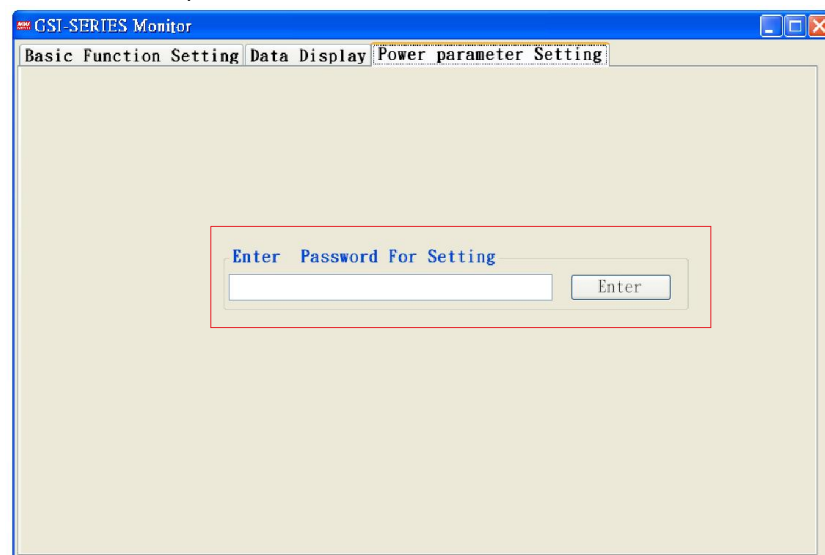 GSI-SERIES Monitor
Basic Function Setting Data Display Power parameter Setting
Enter Password For Setting
Enter